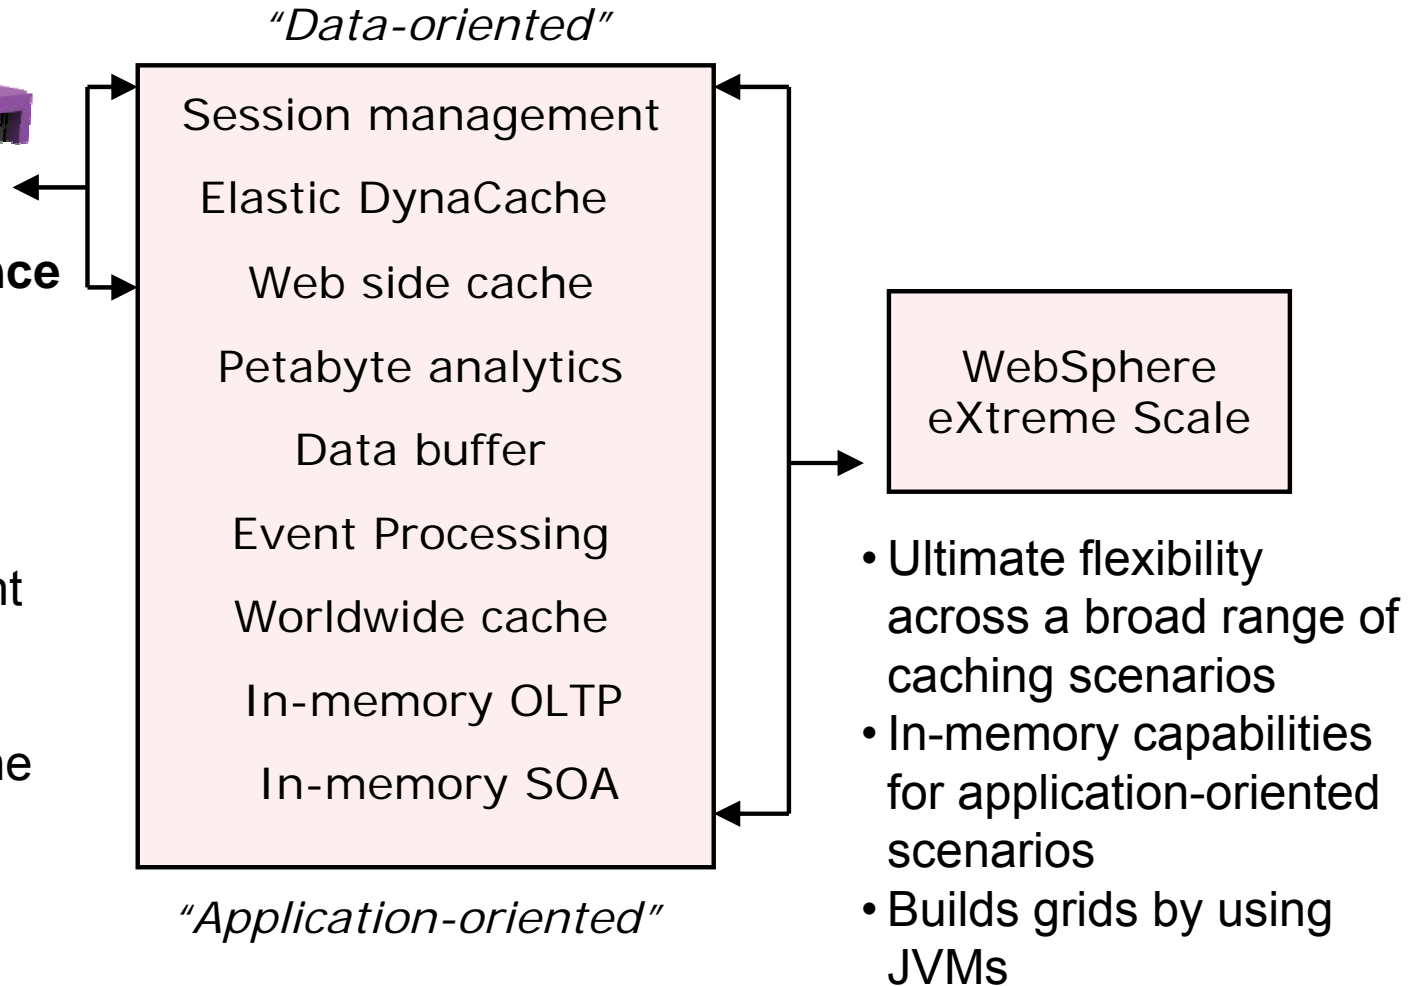 “Data-oriented”
Session management
Elastic DynaCache
Web side cache
Petabyte analytics
Data buffer
Event Processing
Worldwide cache
In-memory OLTP
In-memory SOA
“Application-oriented”
WebSphere
eXtreme Scale
• Ultimate flexibility
across a broad range of
caching scenarios
• In-memory capabilities
for application-oriented
scenarios
• Builds grids by using
JVMs